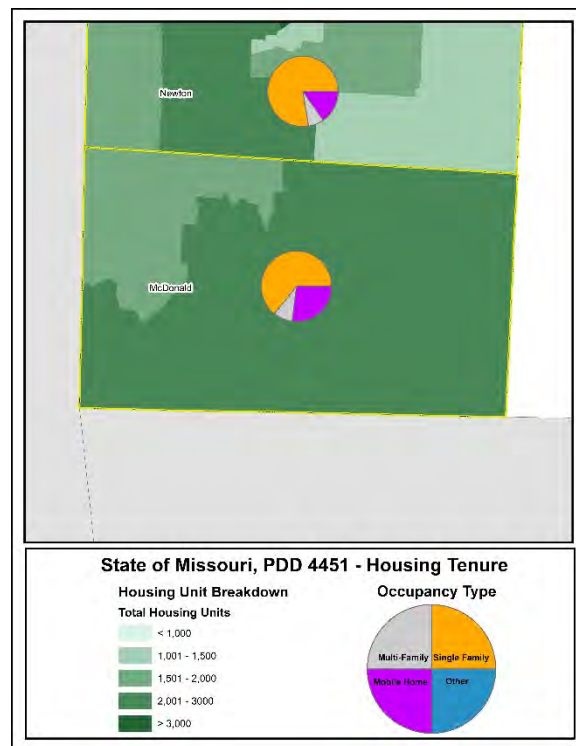 Newton
McDonald
State of Missouri, PDD 4451 - Housing Tenure
Housing Unit Breakdown
Total Housing Units
< 1,000
1,001 - 1,500
1,501 - 2,000
2,001 - 3000
> 3,000
Occupancy Type
Multi-Family
Single Family
Mobile Home
Other